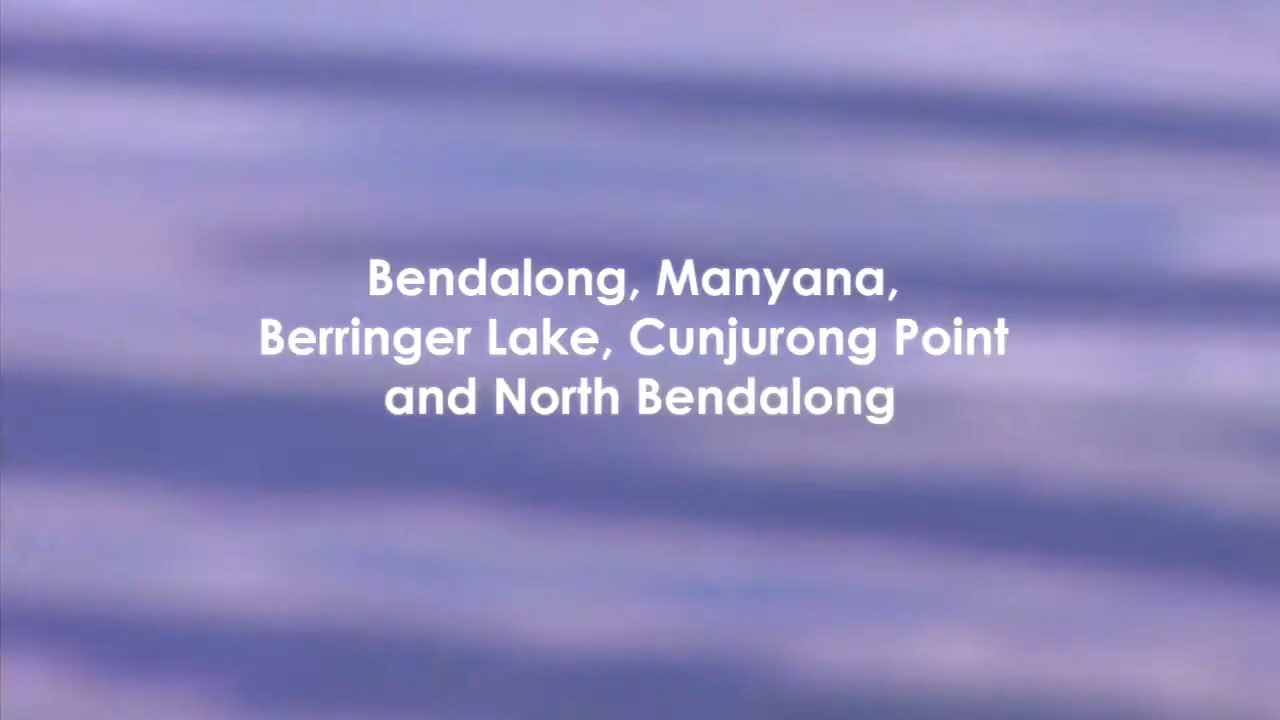 Bendalong, Manyana,
Berringer Lake, Cunjurong Point
and North Bendalong